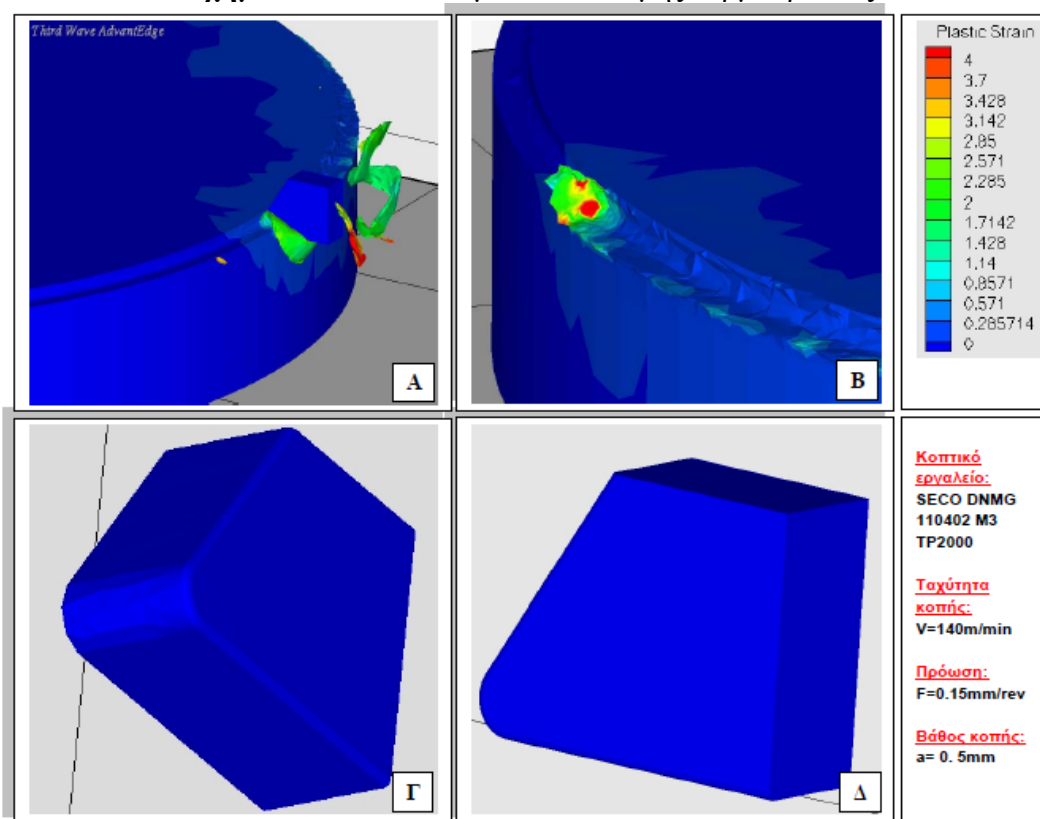 Third Wave AdvantEdge
A
B
Plastic Strain
4
3.7
3.428
3.142
2.85
2.571
2.285
2
1.7142
1.428
1.14
0.8571
0.571
0.285714
0
Γ
Δ
Κοπτικό
εργαλείο:
SECO DNMG
110402 M3
TP2000
Ταχύτητα
κοπής:
V=140m/min
Πρόωση:
F=0.15mm/rev
Βάθος κοπής:
a= 0. 5mm